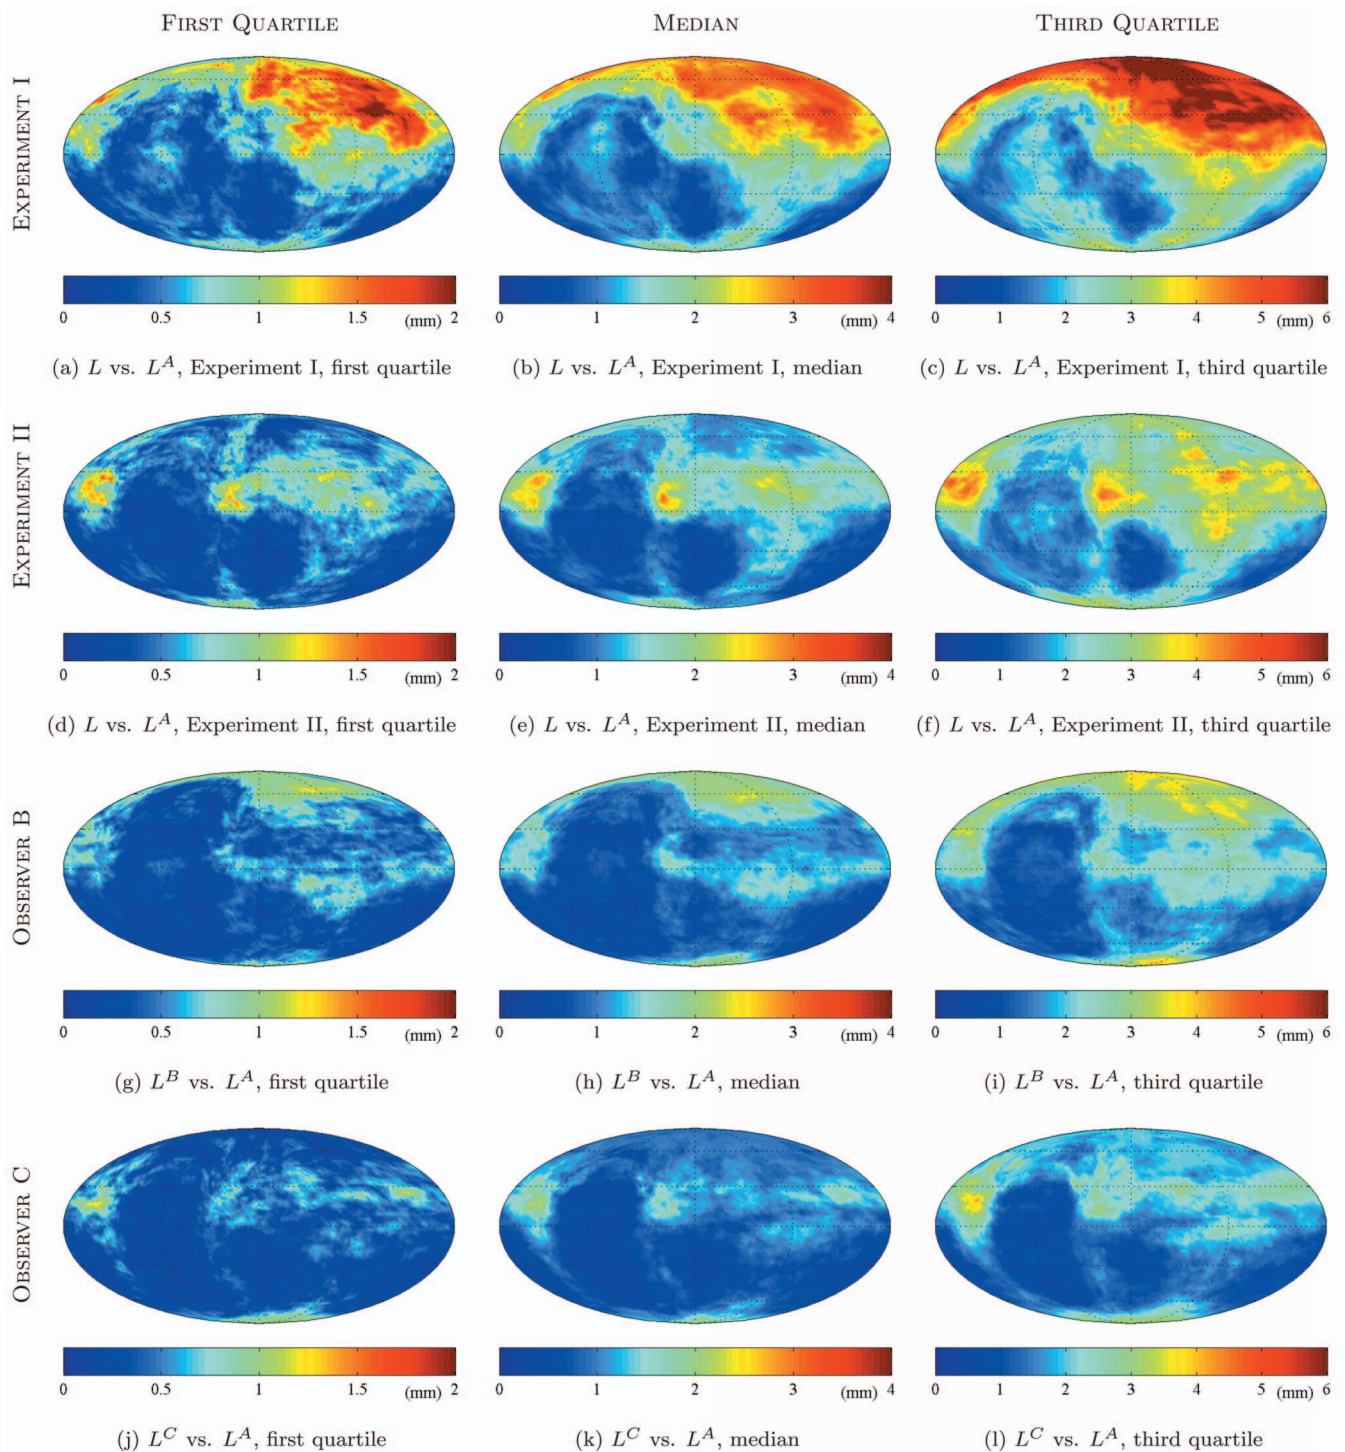 FIRST QUARTILE MEDIAN THIRD QUARTILE
EXPERIMENT I
0 0.5 1 1.5 (mm) 2
0 1 2 3 (mm) 4
0 1 2 3 4 5 (mm) 6
(a) L vs. L^A, Experiment I, first quartile
(b) L vs. L^A, Experiment I, median
(c) L vs. L^A, Experiment I, third quartile
EXPERIMENT II
0 0.5 1 1.5 (mm) 2
0 1 2 3 (mm) 4
0 1 2 3 4 5 (mm) 6
(d) L vs. L^A, Experiment II, first quartile
(e) L vs. L^A, Experiment II, median
(f) L vs. L^A, Experiment II, third quartile
OBSERVER B
0 0.5 1 1.5 (mm) 2
0 1 2 3 (mm) 4
0 1 2 3 4 5 (mm) 6
(g) L^B vs. L^A, first quartile
(h) L^B vs. L^A, median
(i) L^B vs. L^A, third quartile
OBSERVER C
0 0.5 1 1.5 (mm) 2
0 1 2 3 (mm) 4
0 1 2 3 4 5 (mm) 6
(j) L^C vs. L^A, first quartile
(k) L^C vs. L^A, median
(l) L^C vs. L^A, third quartile